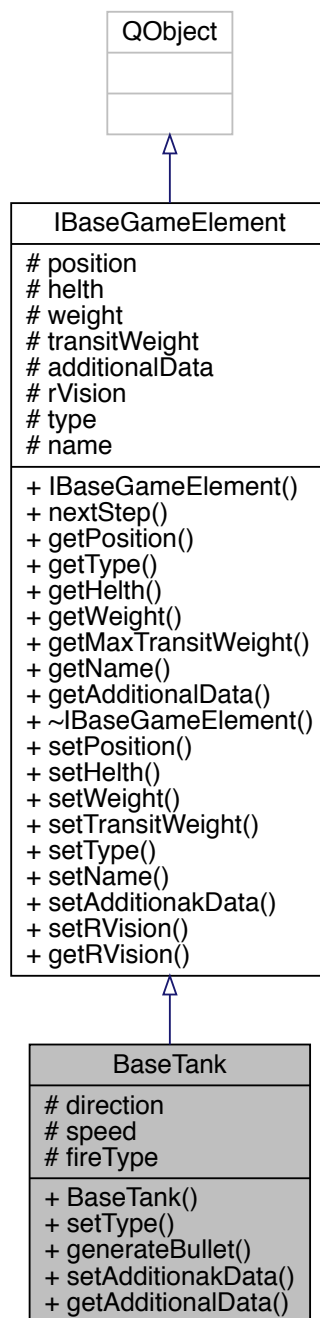 QObject
IBaseGameElement
# position
# helth
# weight
# transitWeight
# additionalData
# rVision
# type
# name
+ IBaseGameElement()
+ nextStep()
+ getPosition()
+ getType()
+ getHelth()
+ getWeight()
+ getMaxTransitWeight()
+ getName()
+ getAdditionalData()
+ ~IBaseGameElement()
+ setPosition()
+ setHelth()
+ setWeight()
+ setTransitWeight()
+ setType()
+ setName()
+ setAdditionakData()
+ setRVision()
+ getRVision()
BaseTank
# direction
# speed
# fireType
+ BaseTank()
+ setType()
+ generateBullet()
+ setAdditionakData()
+ getAdditionalData()